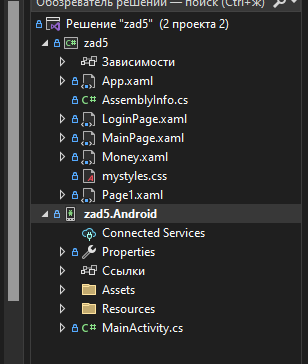 Обозреватель решений — поиск (Ctrl+ж)
Решение "zad5" (2 проекта 2)
zad5
Зависимости
App.xaml
AssemblyInfo.cs
LoginPage.xaml
MainPage.xaml
Money.xaml
mystyles.css
Page1.xaml
zad5.Android
Connected Services
Properties
Ссылки
Assets
Resources
MainActivity.cs